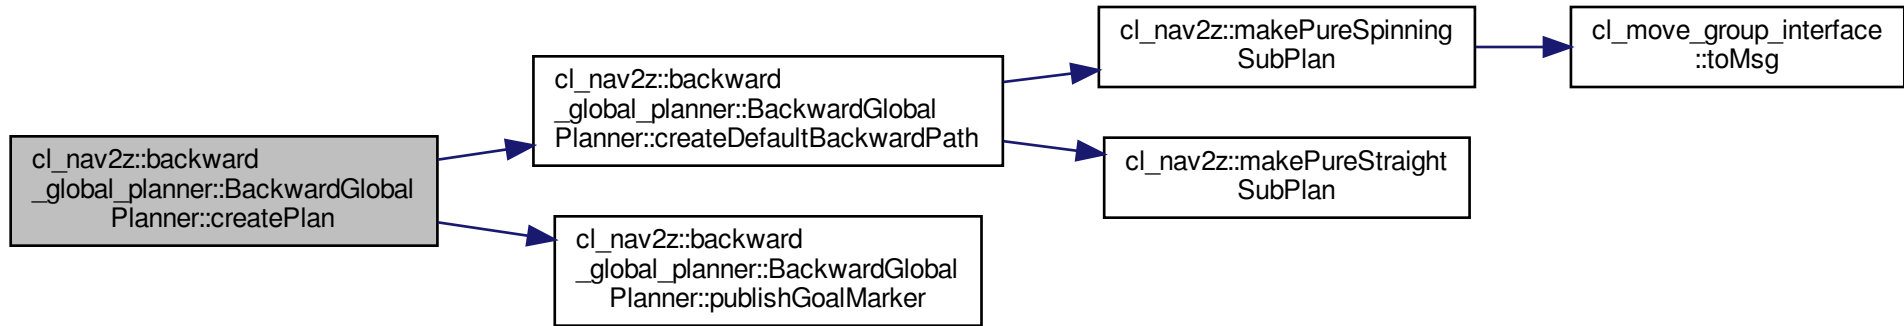 cl_nav2z::backward
_global_planner::BackwardGlobal
Planner::createPlan
cl_nav2z::backward
_global_planner::BackwardGlobal
Planner::createDefaultBackwardPath
cl_nav2z::makePureSpinning
SubPlan
cl_move_group_interface
::toMsg
cl_nav2z::makePureStraight
SubPlan
cl_nav2z::backward
_global_planner::BackwardGlobal
Planner::publishGoalMarker